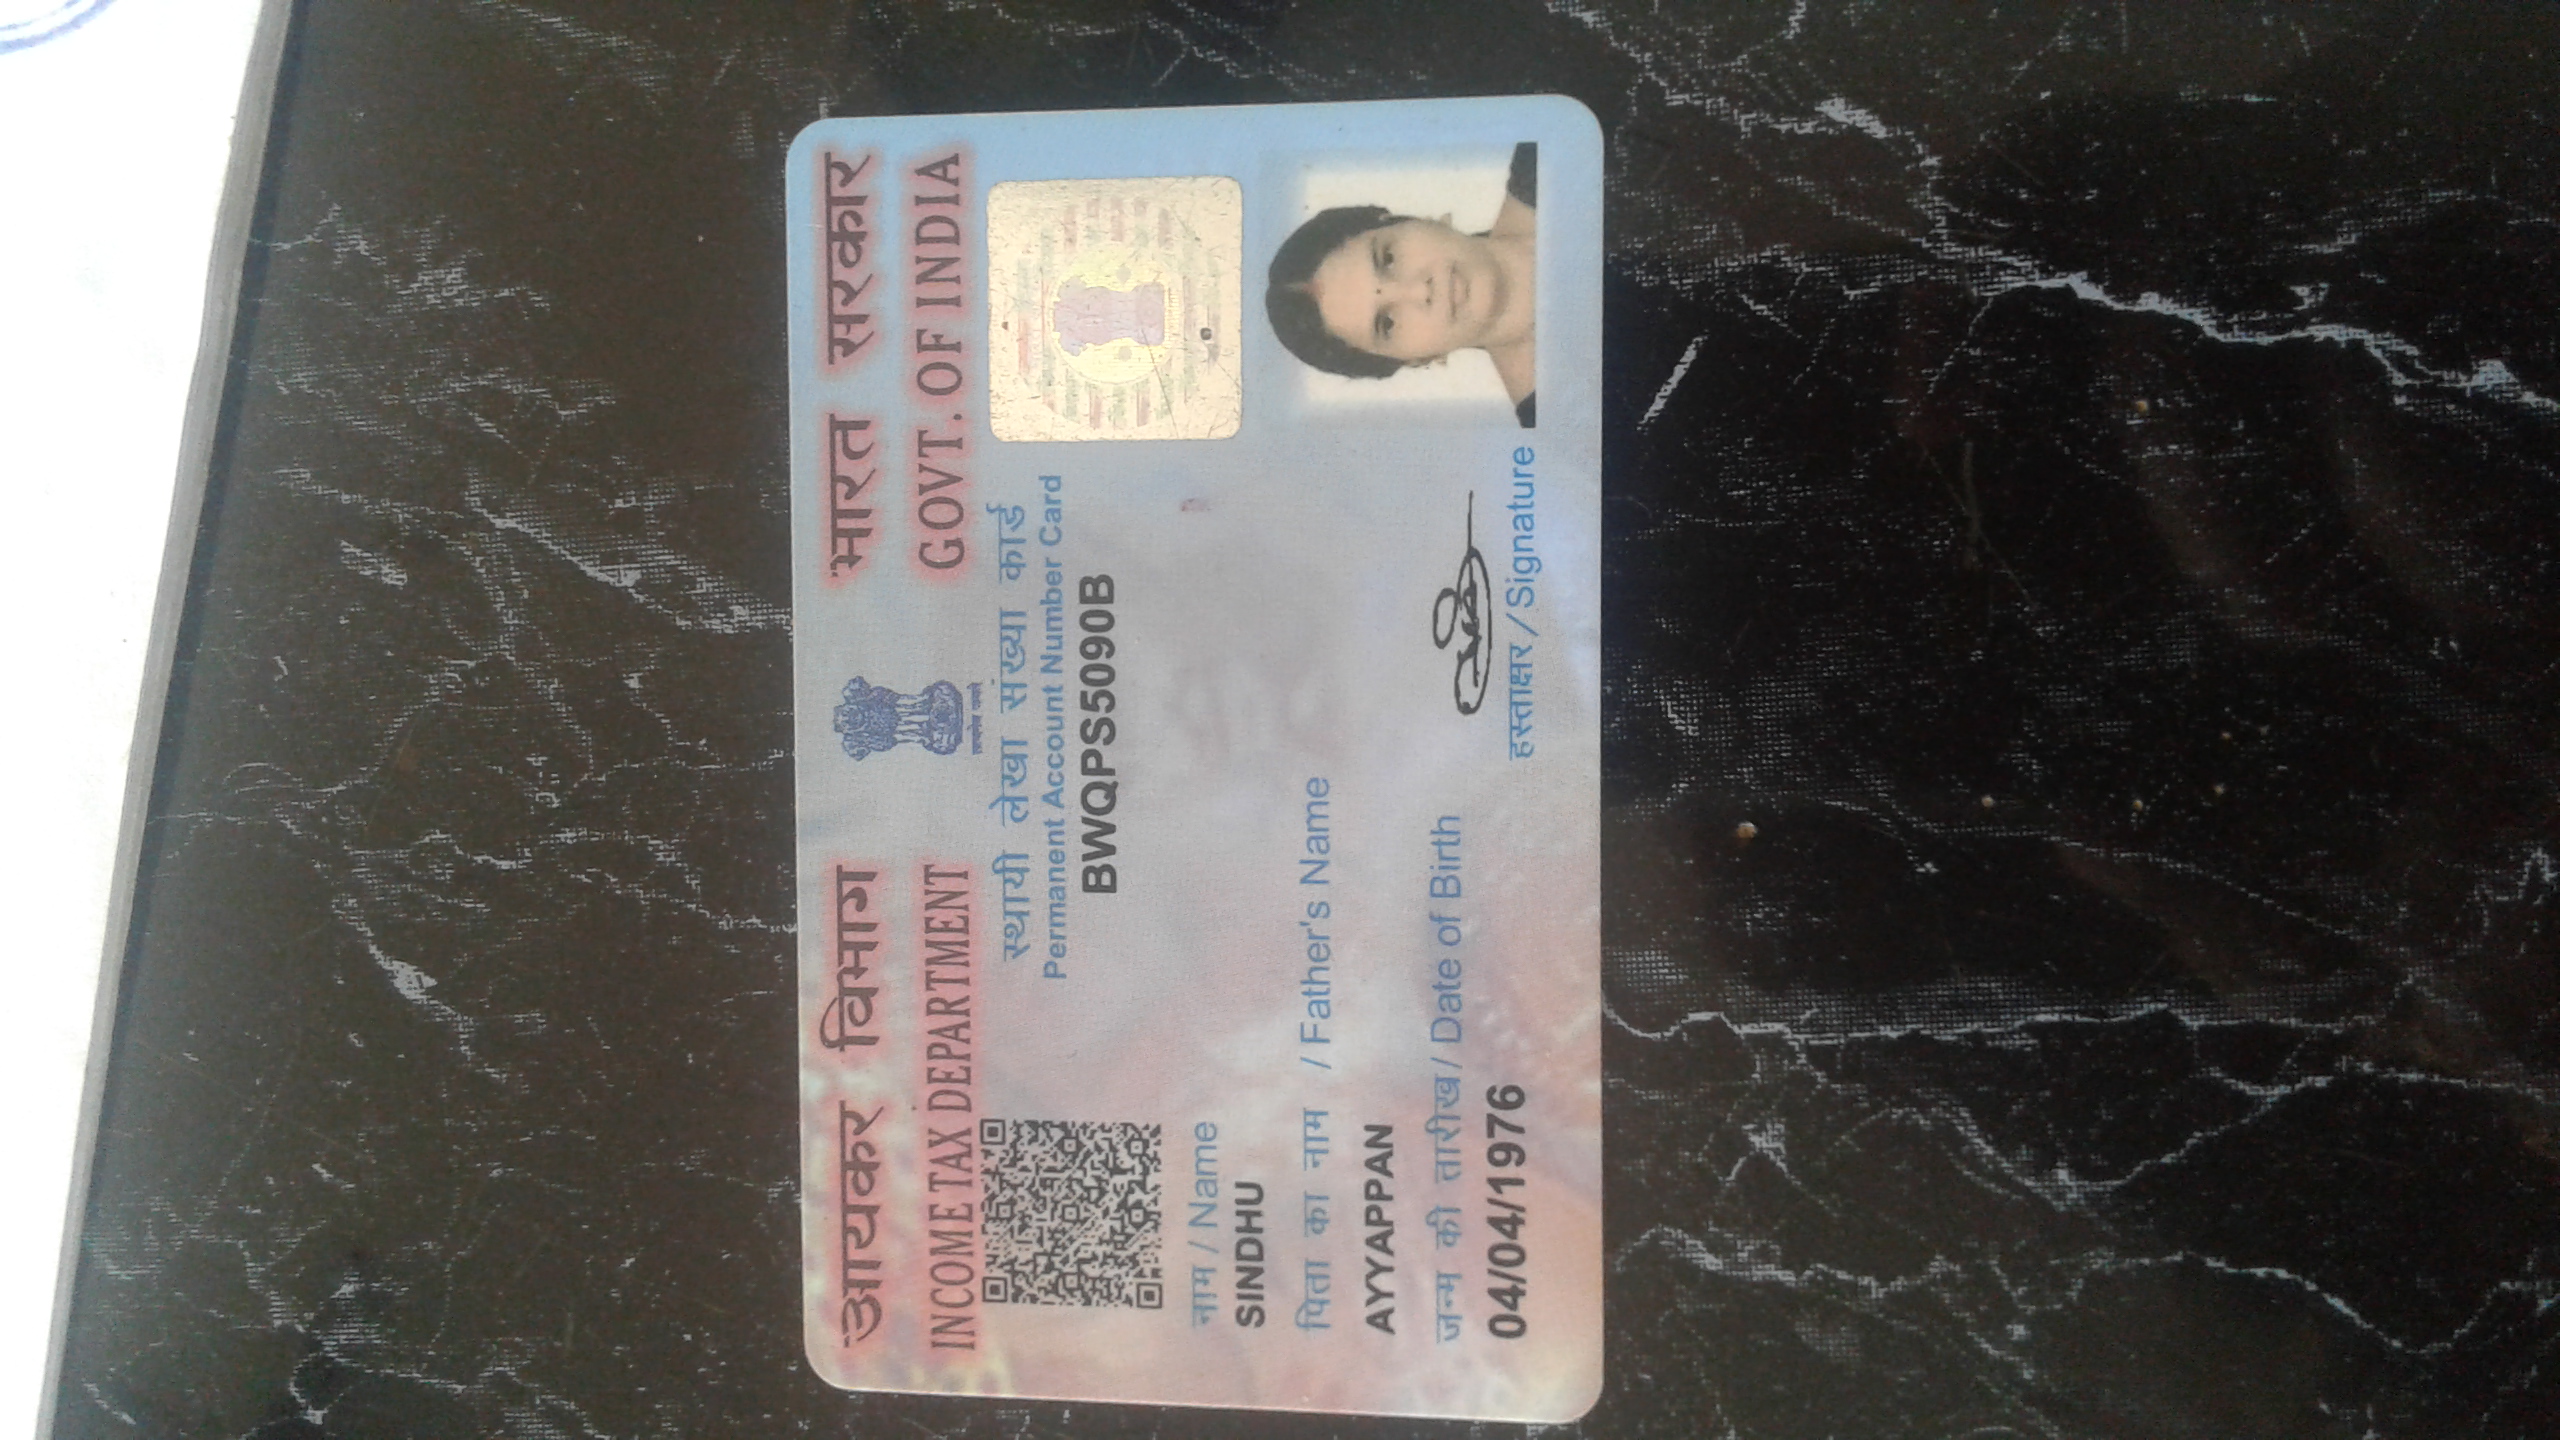 आयकर विभाग
भारत सरकार
INCOME TAX DEPARTMENT
GOVT. OF INDIA
सत्यमेव जयते
स्थायी लेखा संख्या कार्ड
Permanent Account Number Card
BWQPS5090B
नाम / Name
SINDHU
पिता का नाम / Father's Name
AYYAPPAN
जन्म की तारीख / Date of Birth
04/04/1976
हस्ताक्षर / Signature